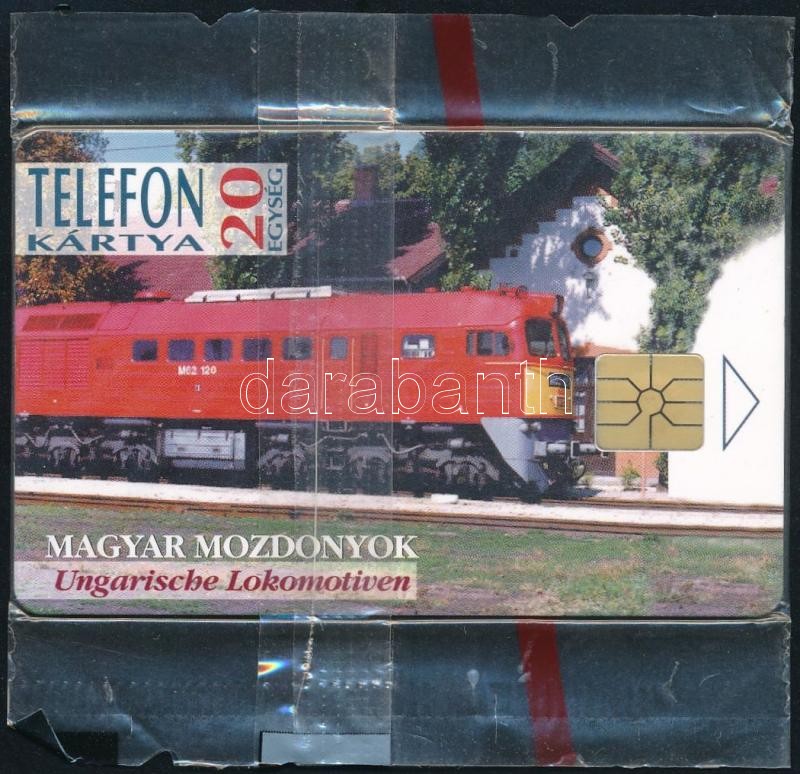 TELEFON
KÁRTYA
20
EGYSÉG
M62 120
darabanth
MAGYAR MOZDONYOK
Ungarische Lokomotiven